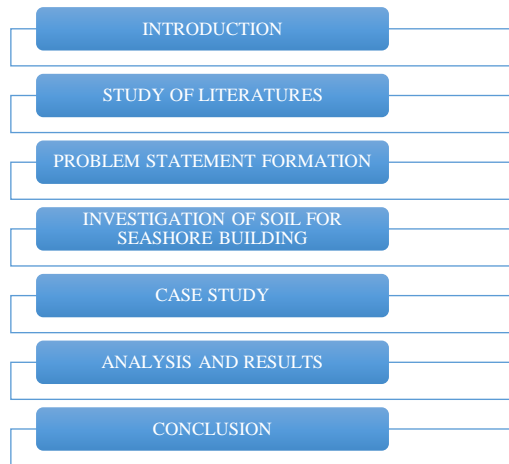 INTRODUCTION
STUDY OF LITERATURES
PROBLEM STATEMENT FORMATION
INVESTIGATION OF SOIL FOR
SEASHORE BUILDING
CASE STUDY
ANALYSIS AND RESULTS
CONCLUSION